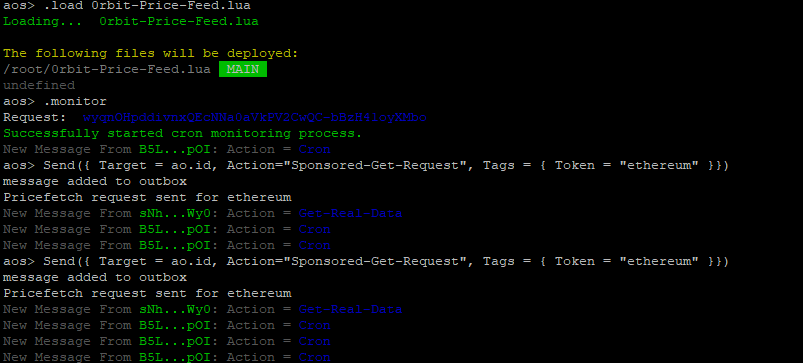 aos> .load 0rbit-Price-Feed.lua
Loading...  0rbit-Price-Feed.lua
The following files will be deployed:
/root/0rbit-Price-Feed.lua  MAIN
undefined
aos> .monitor
Request:
Successfully started cron monitoring process.
New Message From B5L...pOI: Action = Cron
aos> Send({ Target = ao.id, Action="Sponsored-Get-Request", Tags = { Token = "ethereum" }})
message added to outbox
Pricefetch request sent for ethereum
New Message From sNh...Wy0: Action = Get-Real-Data
New Message From B5L...pOI: Action = Cron
New Message From B5L...pOI: Action = Cron
aos> Send({ Target = ao.id, Action="Sponsored-Get-Request", Tags = { Token = "ethereum" }})
message added to outbox
Pricefetch request sent for ethereum
New Message From sNh...Wy0: Action = Get-Real-Data
New Message From B5L...pOI: Action = Cron
New Message From B5L...pOI: Action = Cron
New Message From B5L...pOI: Action = Cron